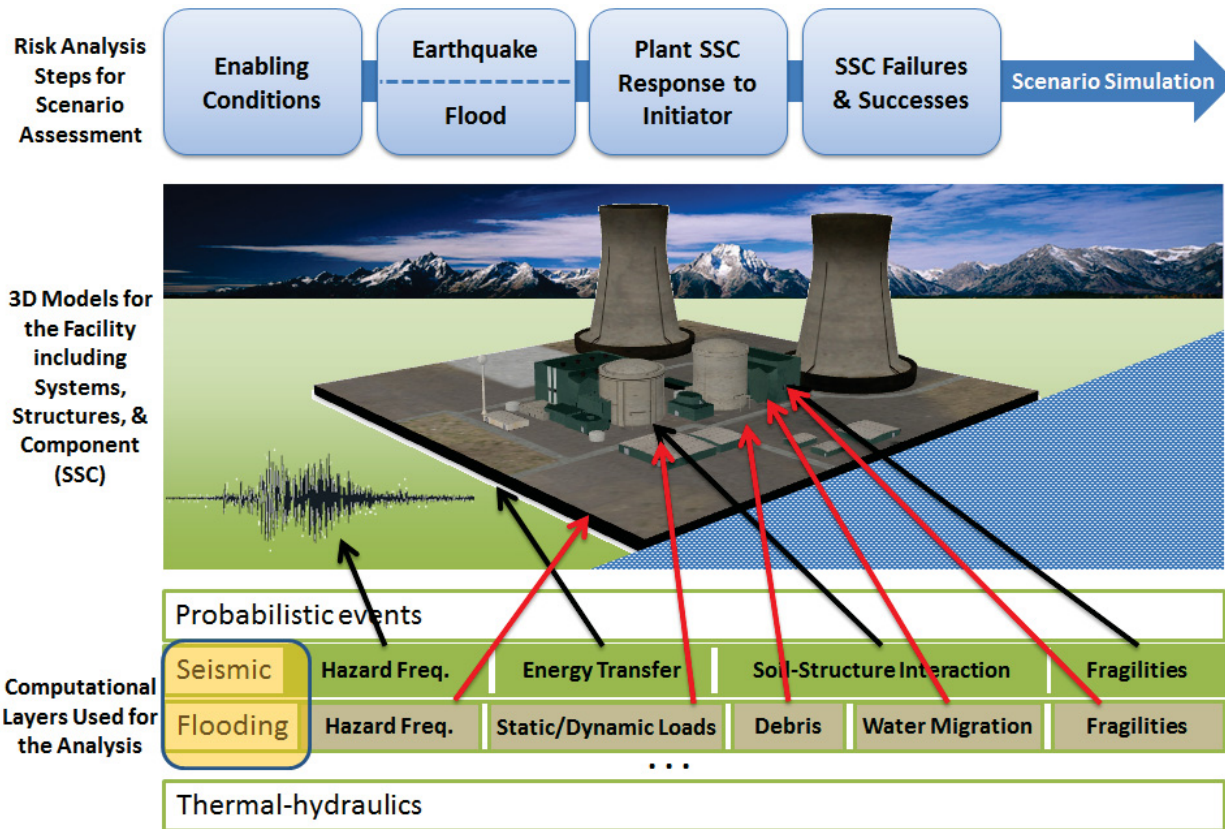 Risk Analysis
Steps for
Scenario
Assessment
Enabling
Conditions
Earthquake
Flood
Plant SSC
Response to
Initiator
SSC Failures
& Successes
Scenario Simulation
3D Models for
the Facility
including
Systems,
Structures, &
Component
(SSC)
Probabilistic events
Computational
Layers Used for
the Analysis
Seismic
Hazard Freq.
Energy Transfer
Soil-Structure Interaction
Fragilities
Flooding
Hazard Freq.
Static/Dynamic Loads
Debris
Water Migration
Fragilities
...
Thermal-hydraulics